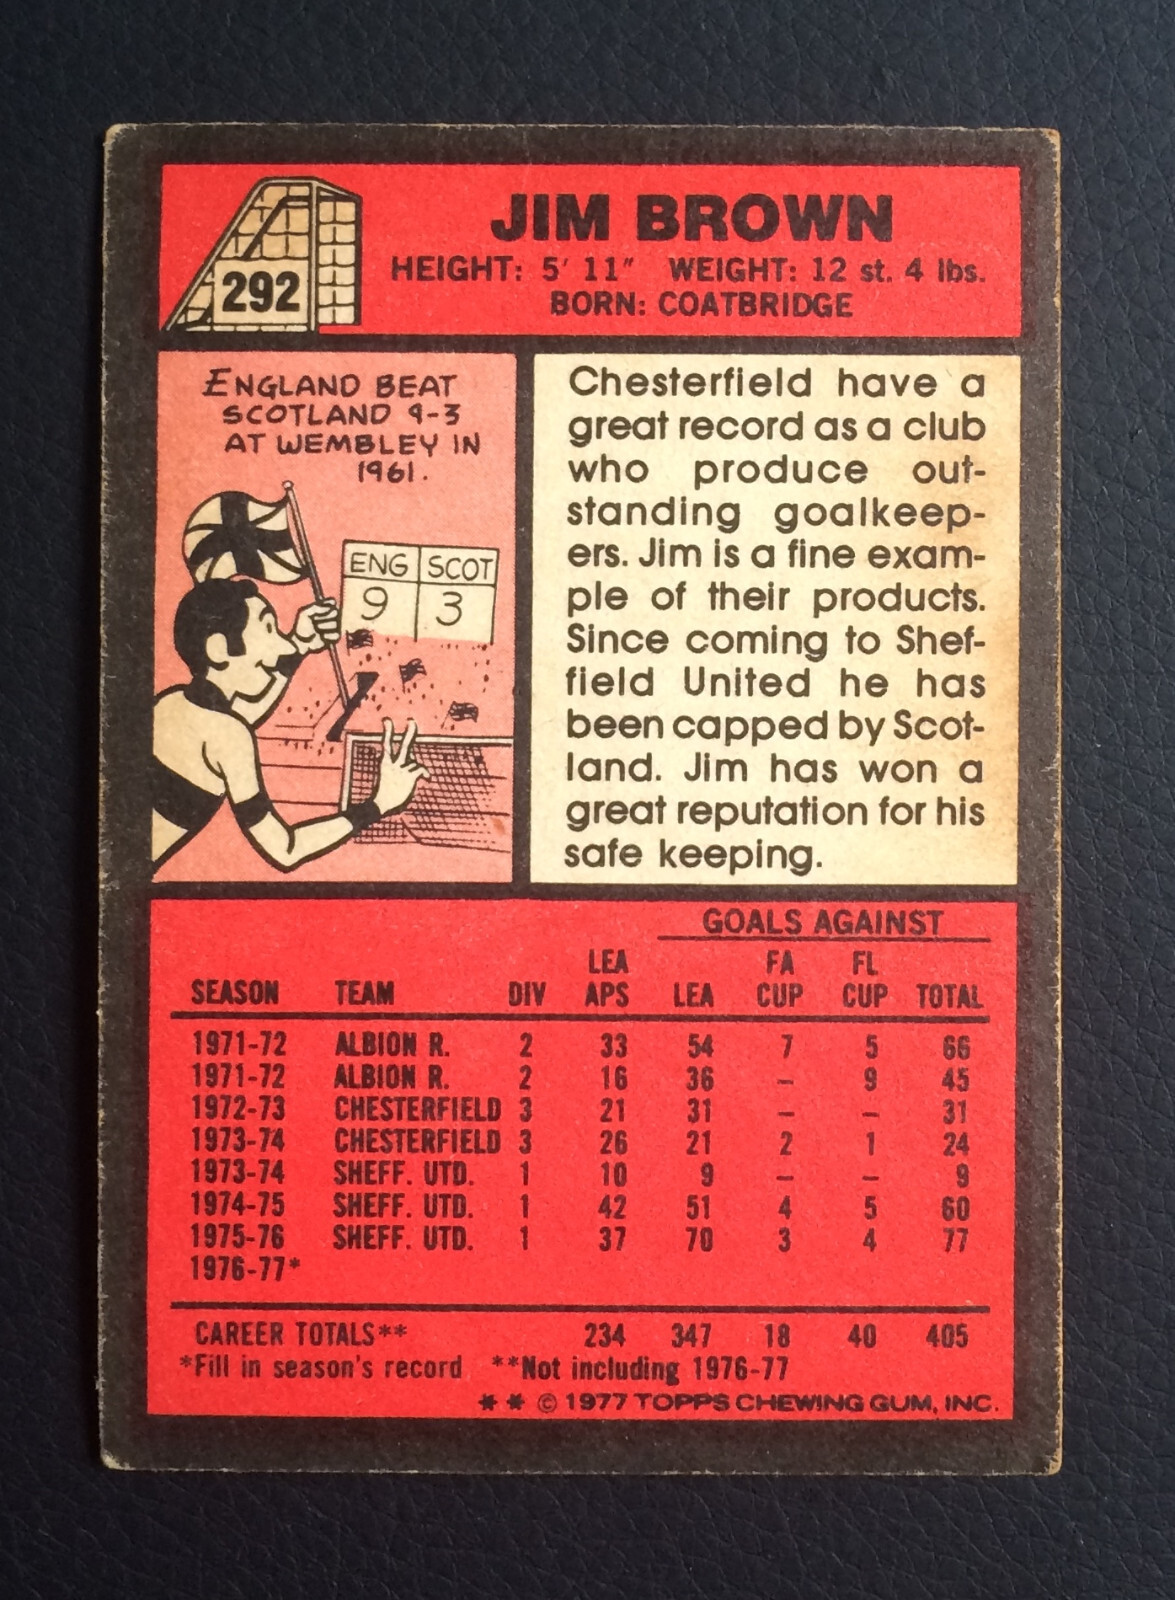 292
JIM BROWN
HEIGHT: 5' 11" WEIGHT: 12 st. 4 lbs.
BORN: COATBRIDGE
ENGLAND BEAT
SCOTLAND 9-3
AT WEMBLEY IN
1961.
ENG SCOT
9 3
Chesterfield have a
great record as a club
who produce out-
standing goalkeep-
ers. Jim is a fine exam-
ple of their products.
Since coming to Shef-
field United he has
been capped by Scot-
land. Jim has won a
great reputation for his
safe keeping.
GOALS AGAINST
LEA FA FL
SEASON TEAM DIV APS LEA CUP CUP TOTAL
1971-72 ALBION R. 2 33 54 7 5 66
1971-72 ALBION R. 2 16 36 – 9 45
1972-73 CHESTERFIELD 3 21 31 – – 31
1973-74 CHESTERFIELD 3 26 21 2 1 24
1973-74 SHEFF. UTD. 1 10 9 – – 9
1974-75 SHEFF. UTD. 1 42 51 4 5 60
1975-76 SHEFF. UTD. 1 37 70 3 4 77
1976-77*
CAREER TOTALS** 234 347 18 40 405
*Fill in season's record **Not including 1976-77
* * © 1977 TOPPS CHEWING GUM, INC.